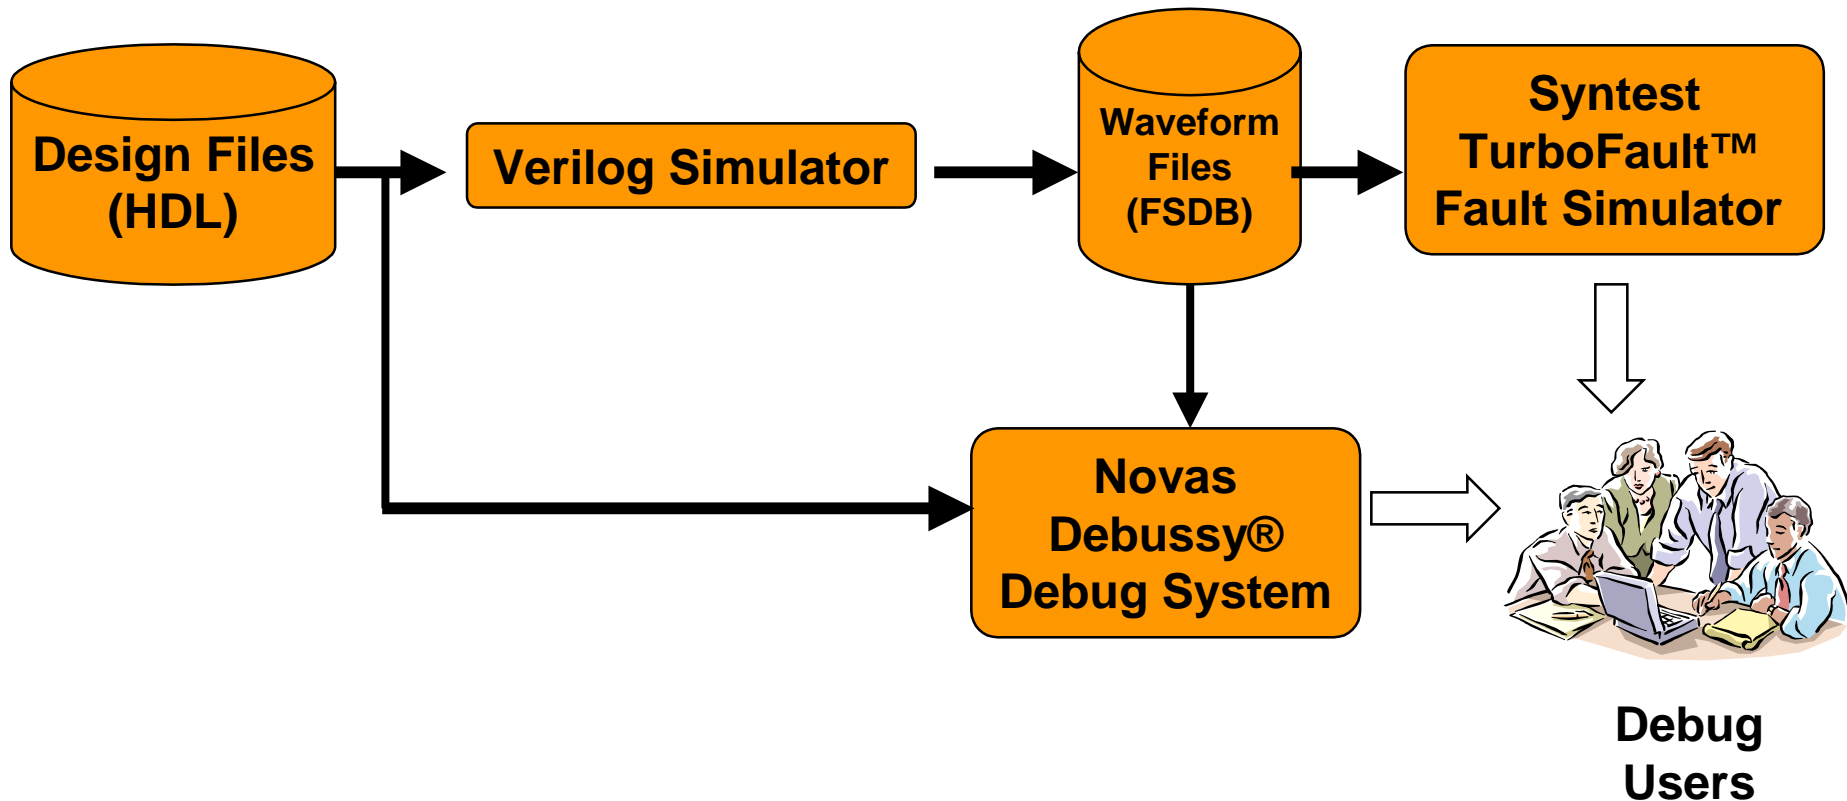 Design Files
(HDL)
Verilog Simulator
Waveform
Files
(FSDB)
Syntest
TurboFault™
Fault Simulator
Novas
Debussy®
Debug System
Debug
Users